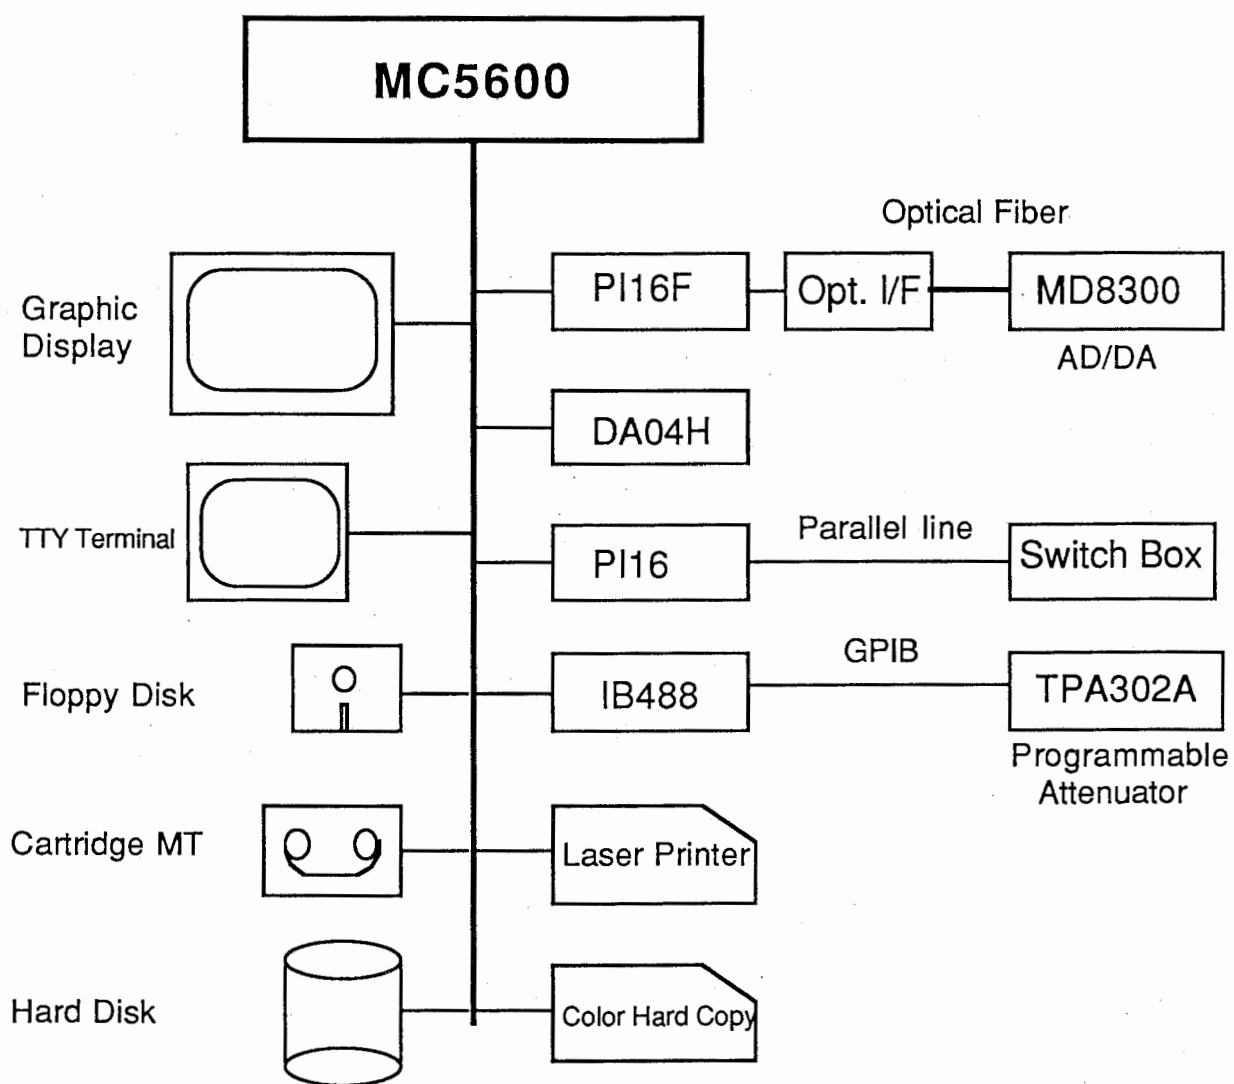 MC5600
Optical Fiber
Graphic
Display
PI16F
Opt. I/F
MD8300
AD/DA
DA04H
TTY Terminal
PI16
Parallel line
Switch Box
Floppy Disk
IB488
GPIB
TPA302A
Programmable
Attenuator
Cartridge MT
Laser Printer
Hard Disk
Color Hard Copy